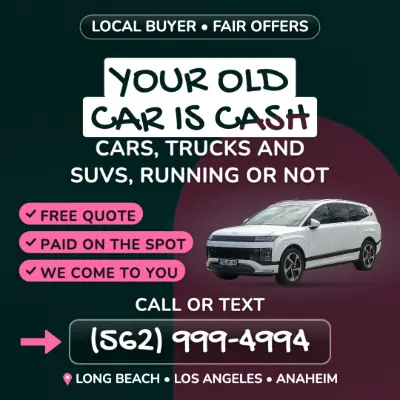 LOCAL BUYER • FAIR OFFERS
YOUR OLD
CAR IS CASH
CARS, TRUCKS AND
SUVS, RUNNING OR NOT
FREE QUOTE
PAID ON THE SPOT
WE COME TO YOU
CALL OR TEXT
(562) 999-4994
LONG BEACH • LOS ANGELES • ANAHEIM